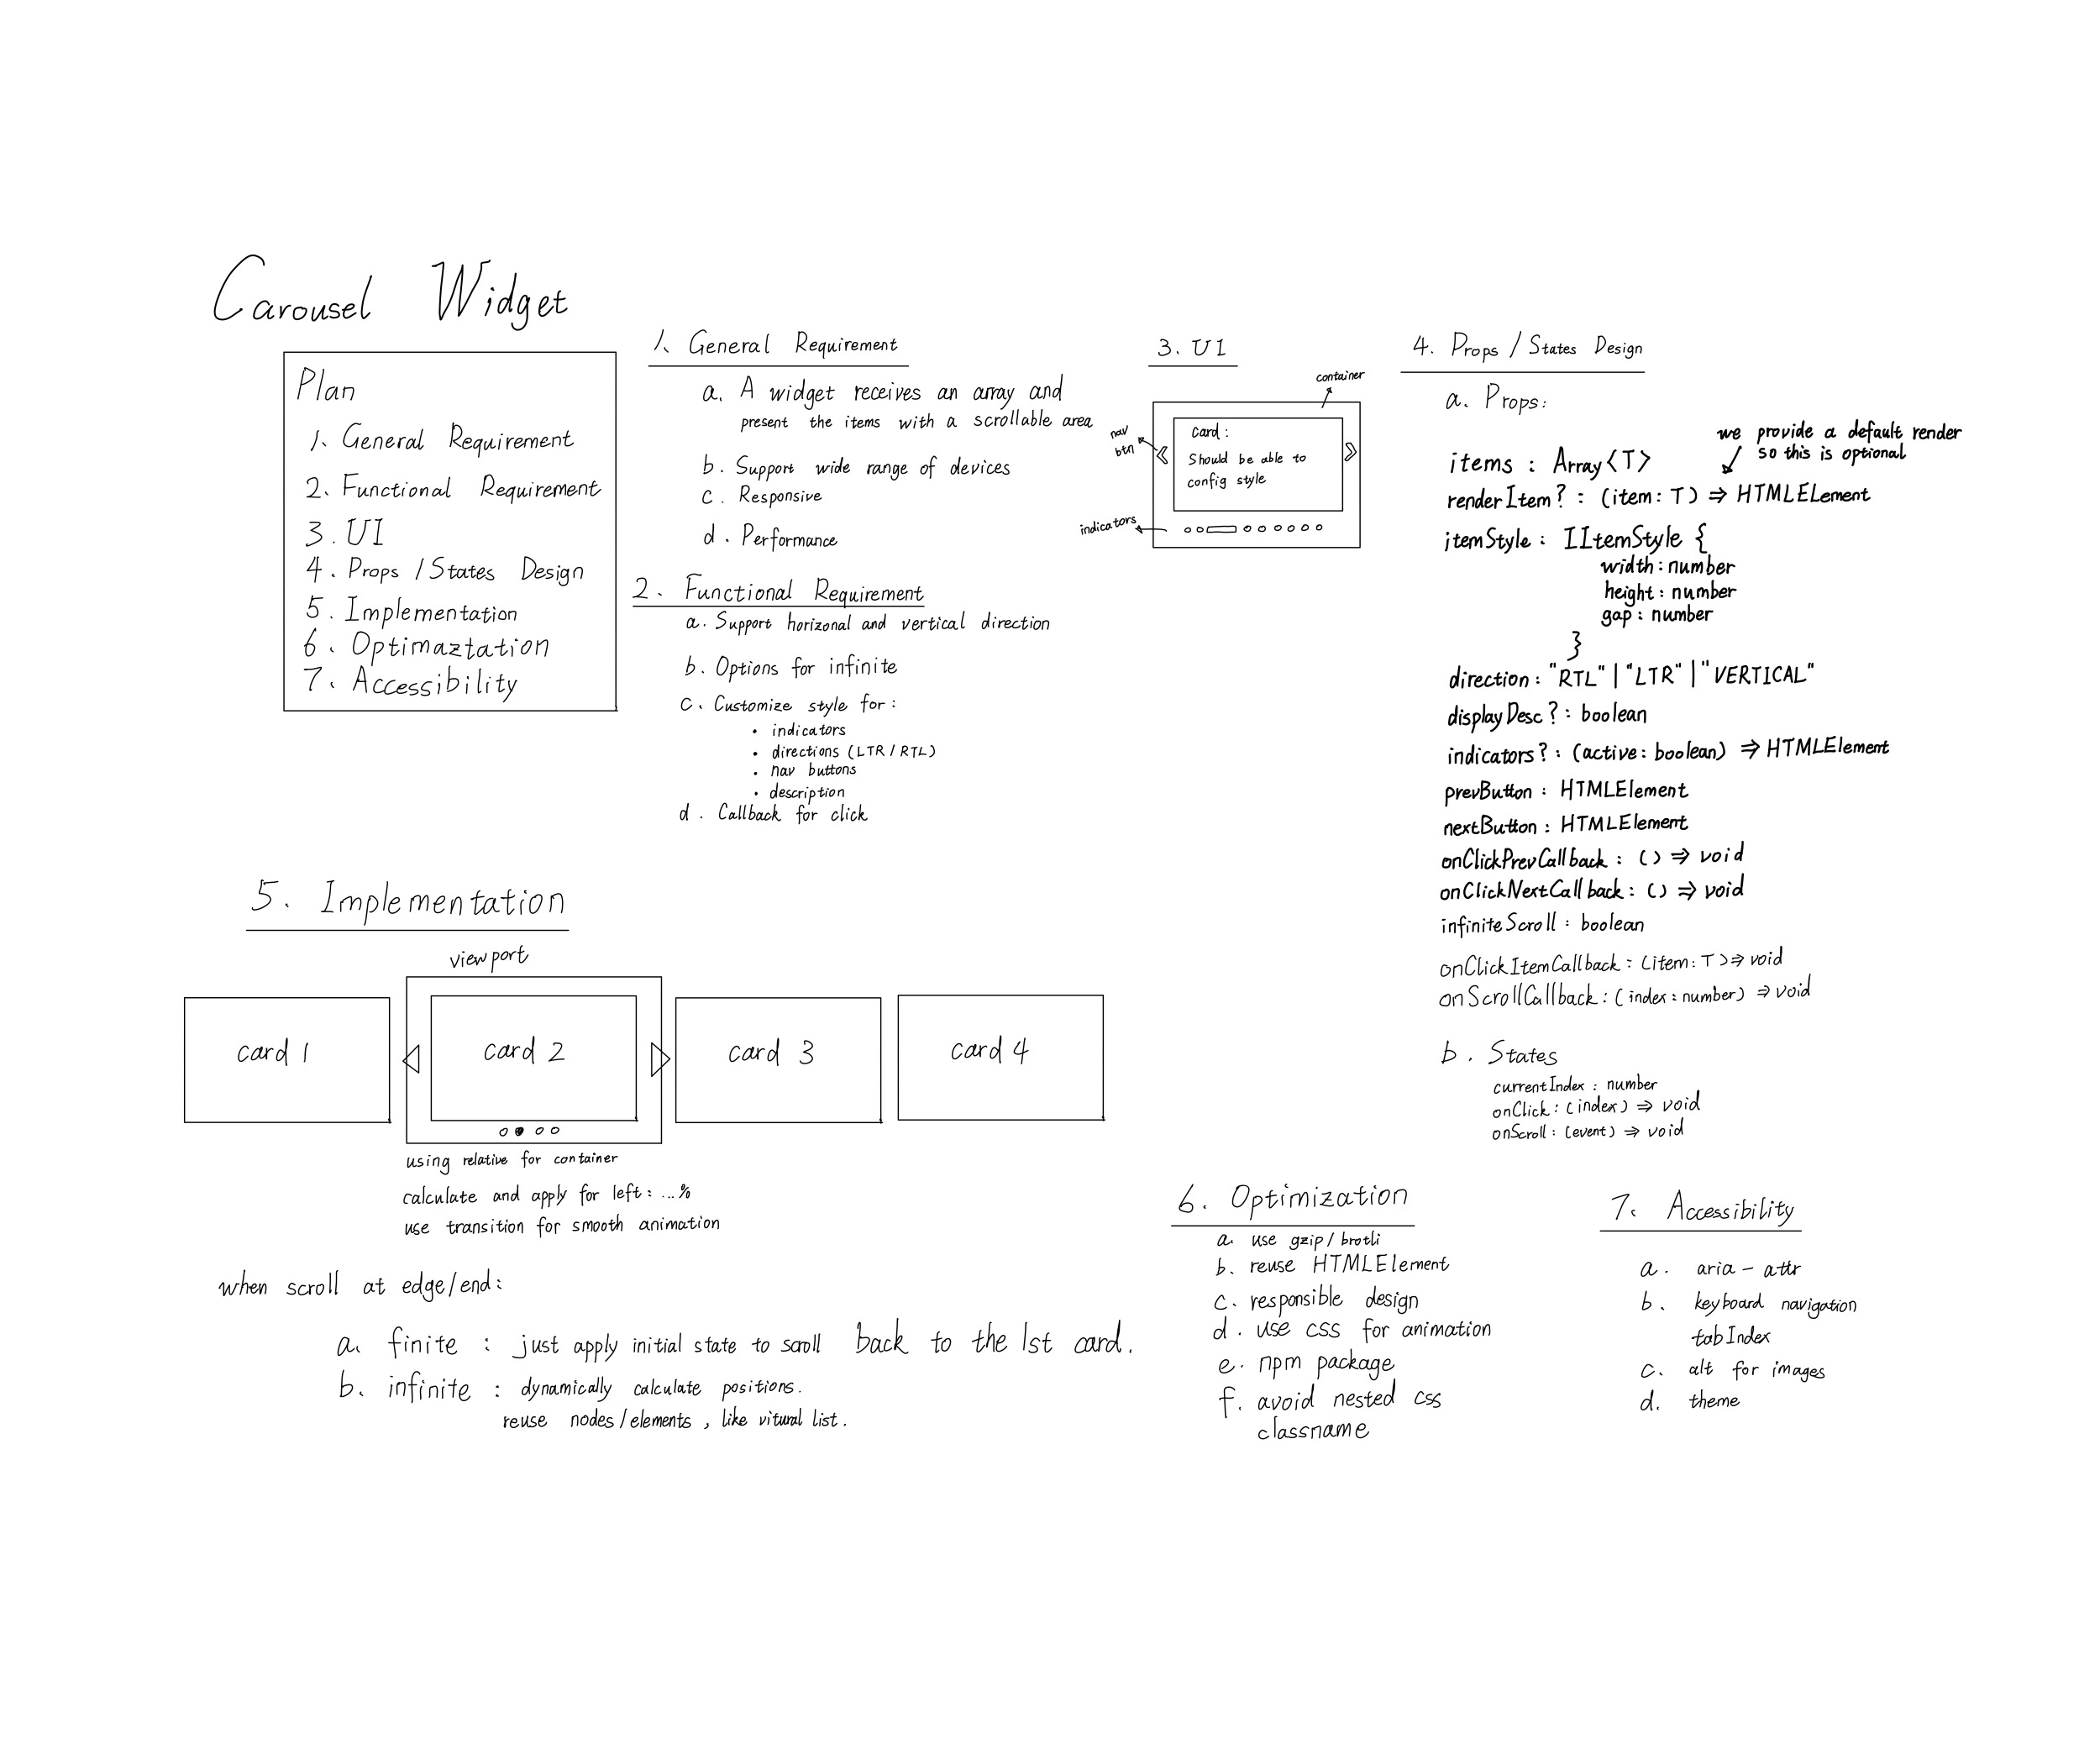 Carousel Widget
Plan
1. General Requirement
2. Functional Requirement
3. UI
4. Props / States Design
5. Implementation
6. Optimaztation
7. Accessibility
1. General Requirement
a. A widget receives an array and
present the items with a scrollable area
b. Support wide range of devices
c. Responsive
d. Performance
2. Functional Requirement
a. Support horizonal and vertical direction
b. Options for infinite
c. Customize style for:
• indicators
• directions (LTR / RTL)
• nav buttons
• description
d. Callback for click
3. UI
container
nav
btn
card:
Should be able to
config style
indicators
4. Props / States Design
a. Props:
we provide a default render
so this is optional
items : Array<T>
renderItem? : (item: T) => HTMLELement
itemStyle : IItemStyle {
width: number
height: number
gap: number
}
direction: "RTL" | "LTR" | "VERTICAL"
displayDesc? : boolean
indicators? : (active: boolean) => HTMLElement
prevButton : HTMLElement
nextButton : HTMLElement
onClickPrevCallback : () => void
onClickNextCallback : () => void
infiniteScroll : boolean
onClickItemCallback : (item: T) => void
onScrollCallback : (index: number) => void
b. States
currentIndex : number
onClick : (index) => void
onScroll : (event) => void
5. Implementation
viewport
card 1
card 2
card 3
card 4
using relative for container
calculate and apply for left: ...%
use transition for smooth animation
when scroll at edge/end:
a. finite : just apply initial state to scroll back to the 1st card.
b. infinite : dynamically calculate positions.
reuse nodes/elements, like vitural list.
6. Optimization
a. use gzip/brotli
b. reuse HTMLElement
c. responsible design
d. use css for animation
e. npm package
f. avoid nested css
classname
7. Accessibility
a. aria-attr
b. keyboard navigation
tabIndex
c. alt for images
d. theme